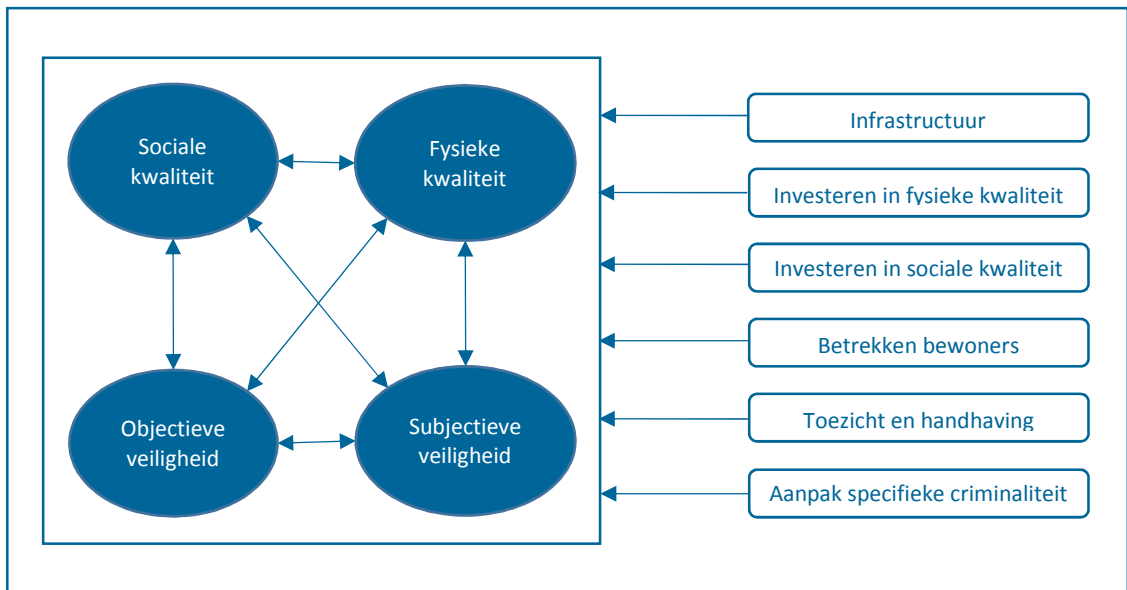 Sociale
kwaliteit
Fysieke
kwaliteit
Objectieve
veiligheid
Subjectieve
veiligheid
Infrastructuur
Investeren in fysieke kwaliteit
Investeren in sociale kwaliteit
Betrekken bewoners
Toezicht en handhaving
Aanpak specifieke criminaliteit